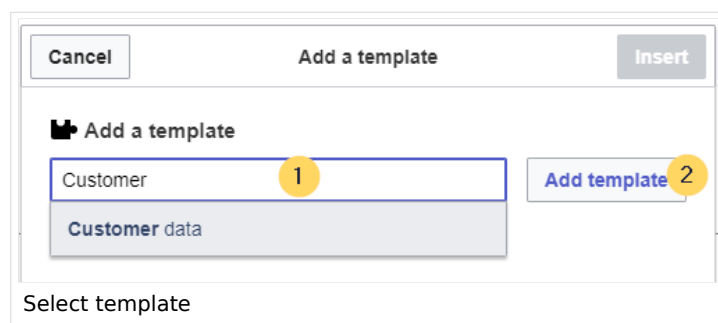 Cancel Add a template Insert
Add a template
Customer 1 Add template 2
Customer data
Select template